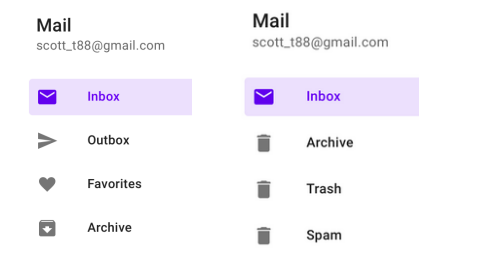 Mail
scott_t88@gmail.com
Inbox
Outbox
Favorites
Archive
Mail
scott_t88@gmail.com
Inbox
Archive
Trash
Spam